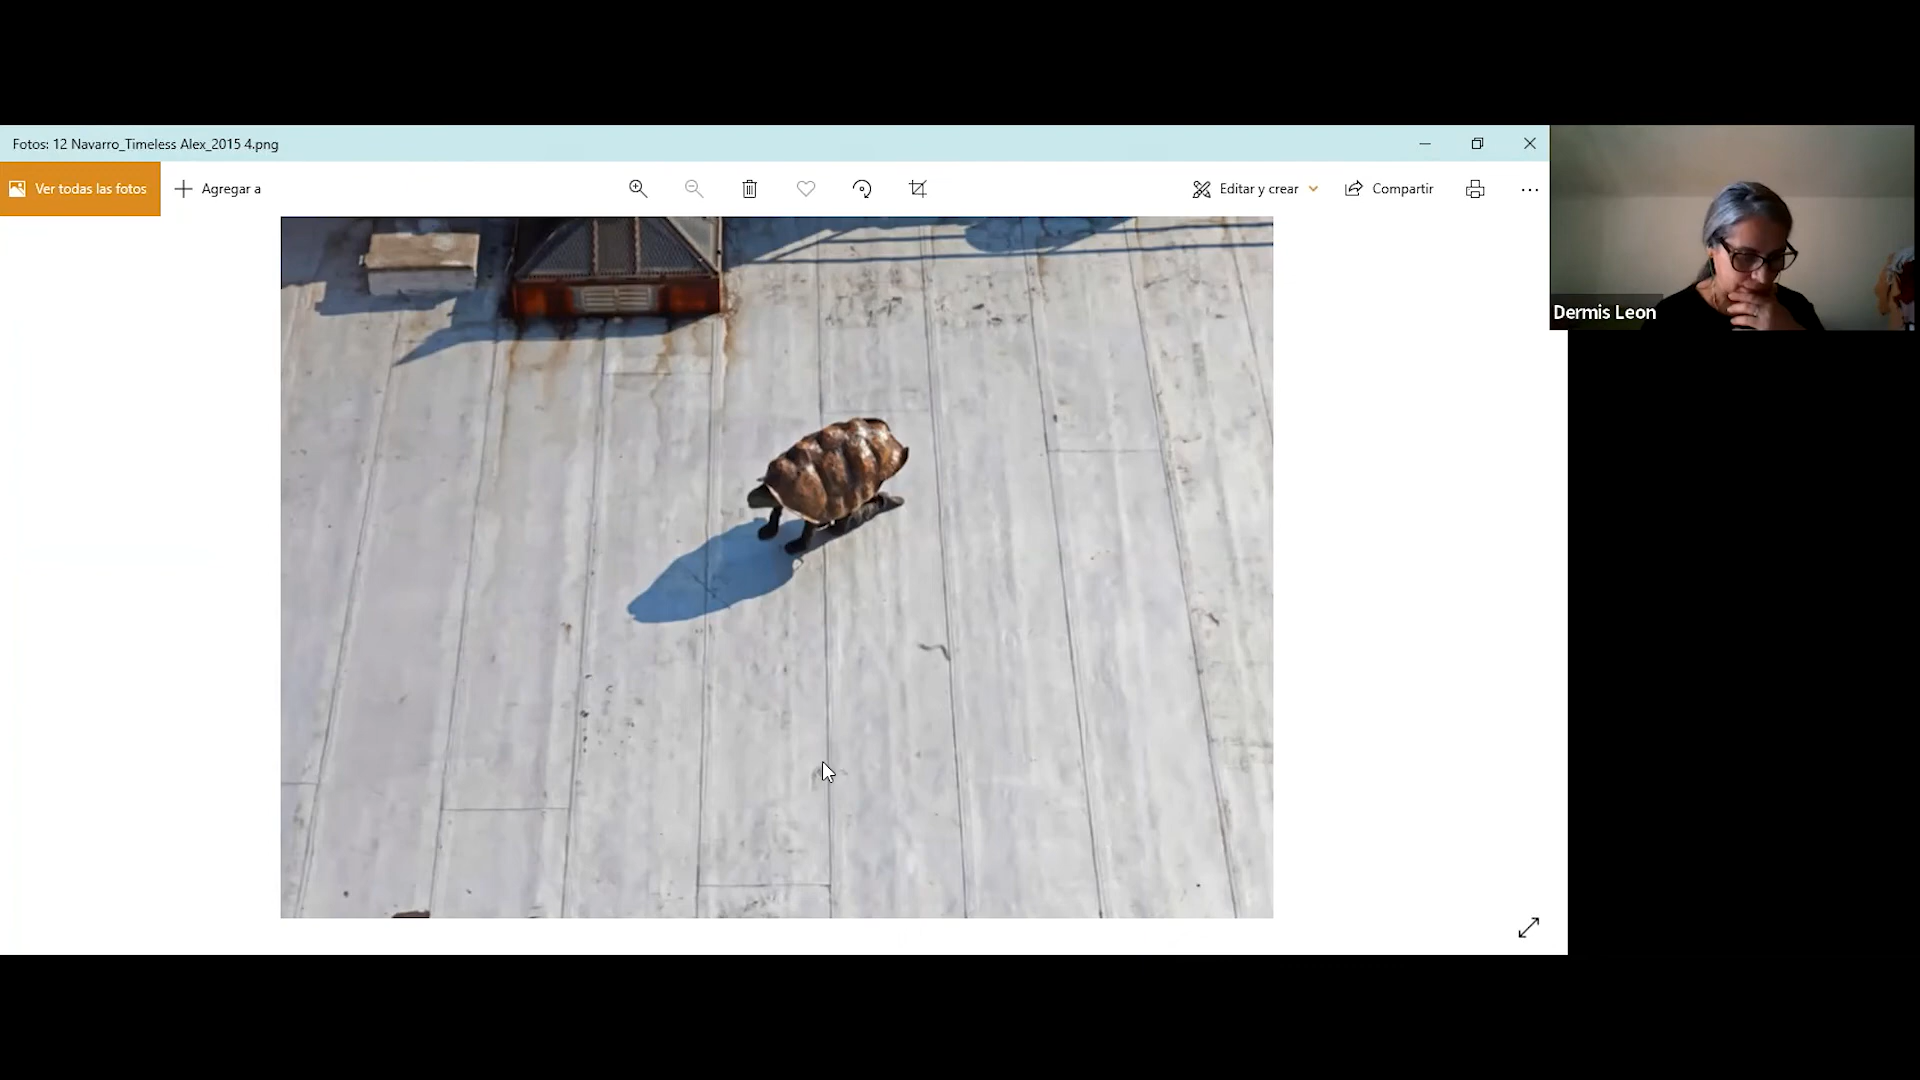 Fotos: 12 Navarro_Timeless Alex_2015 4.png
Ver todas las fotos
Agregar a
Editar y crear
Compartir
Dermis Leon